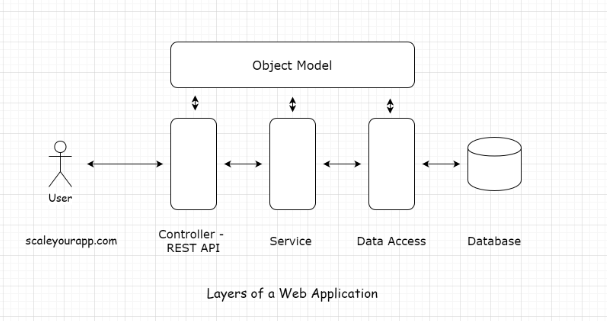 Object Model
User
scaleyourapp.com
Controller -
REST API
Service
Data Access
Database
Layers of a Web Application